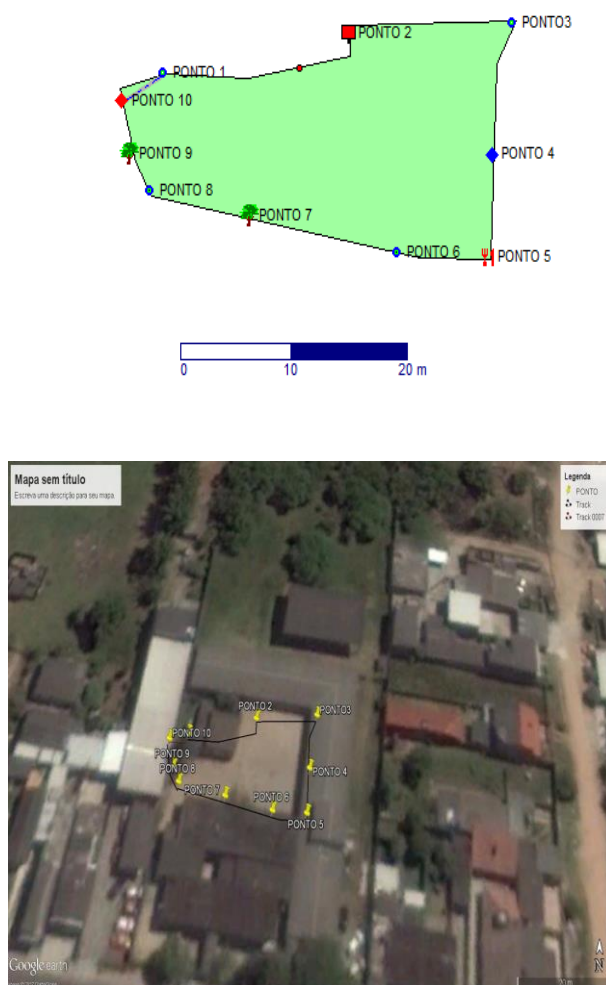 PONTO3
PONTO 2
PONTO 1
PONTO 10
PONTO 9
PONTO 4
PONTO 8
PONTO 7
PONTO 6
PONTO 5
0 10 20 m
Mapa sem título
Escreva uma descrição para seu mapa.
Legenda
PONTO
Track
Track 0007
PONTO 2
PONTO3
PONTO 10
PONTO 9
PONTO 8
PONTO 4
PONTO 7
PONTO 6
PONTO 5
Google earth
N